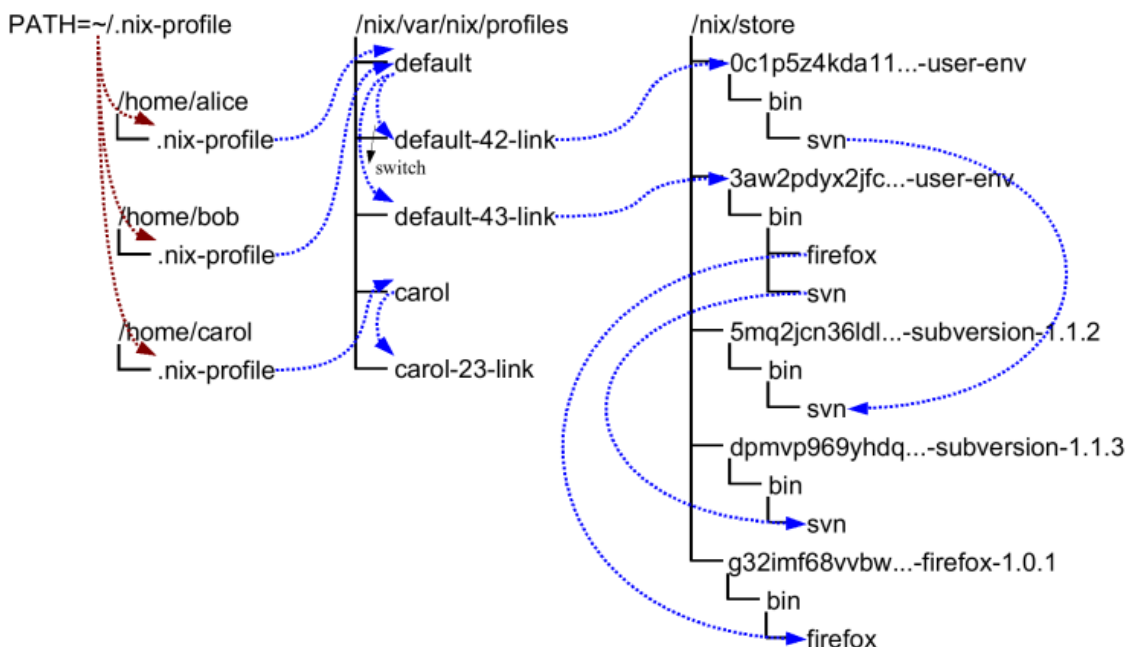 PATH=~/.nix-profile
/home/alice
.nix-profile
/home/bob
.nix-profile
/home/carol
.nix-profile
/nix/var/nix/profiles
default
default-42-link
switch
default-43-link
carol
carol-23-link
/nix/store
0c1p5z4kda11...-user-env
bin
svn
3aw2pdyx2jfc...-user-env
bin
firefox
svn
5mq2jcn36ldl...-subversion-1.1.2
bin
svn
dpmvp969yhdq...-subversion-1.1.3
bin
svn
g32imf68vvbw...-firefox-1.0.1
bin
firefox